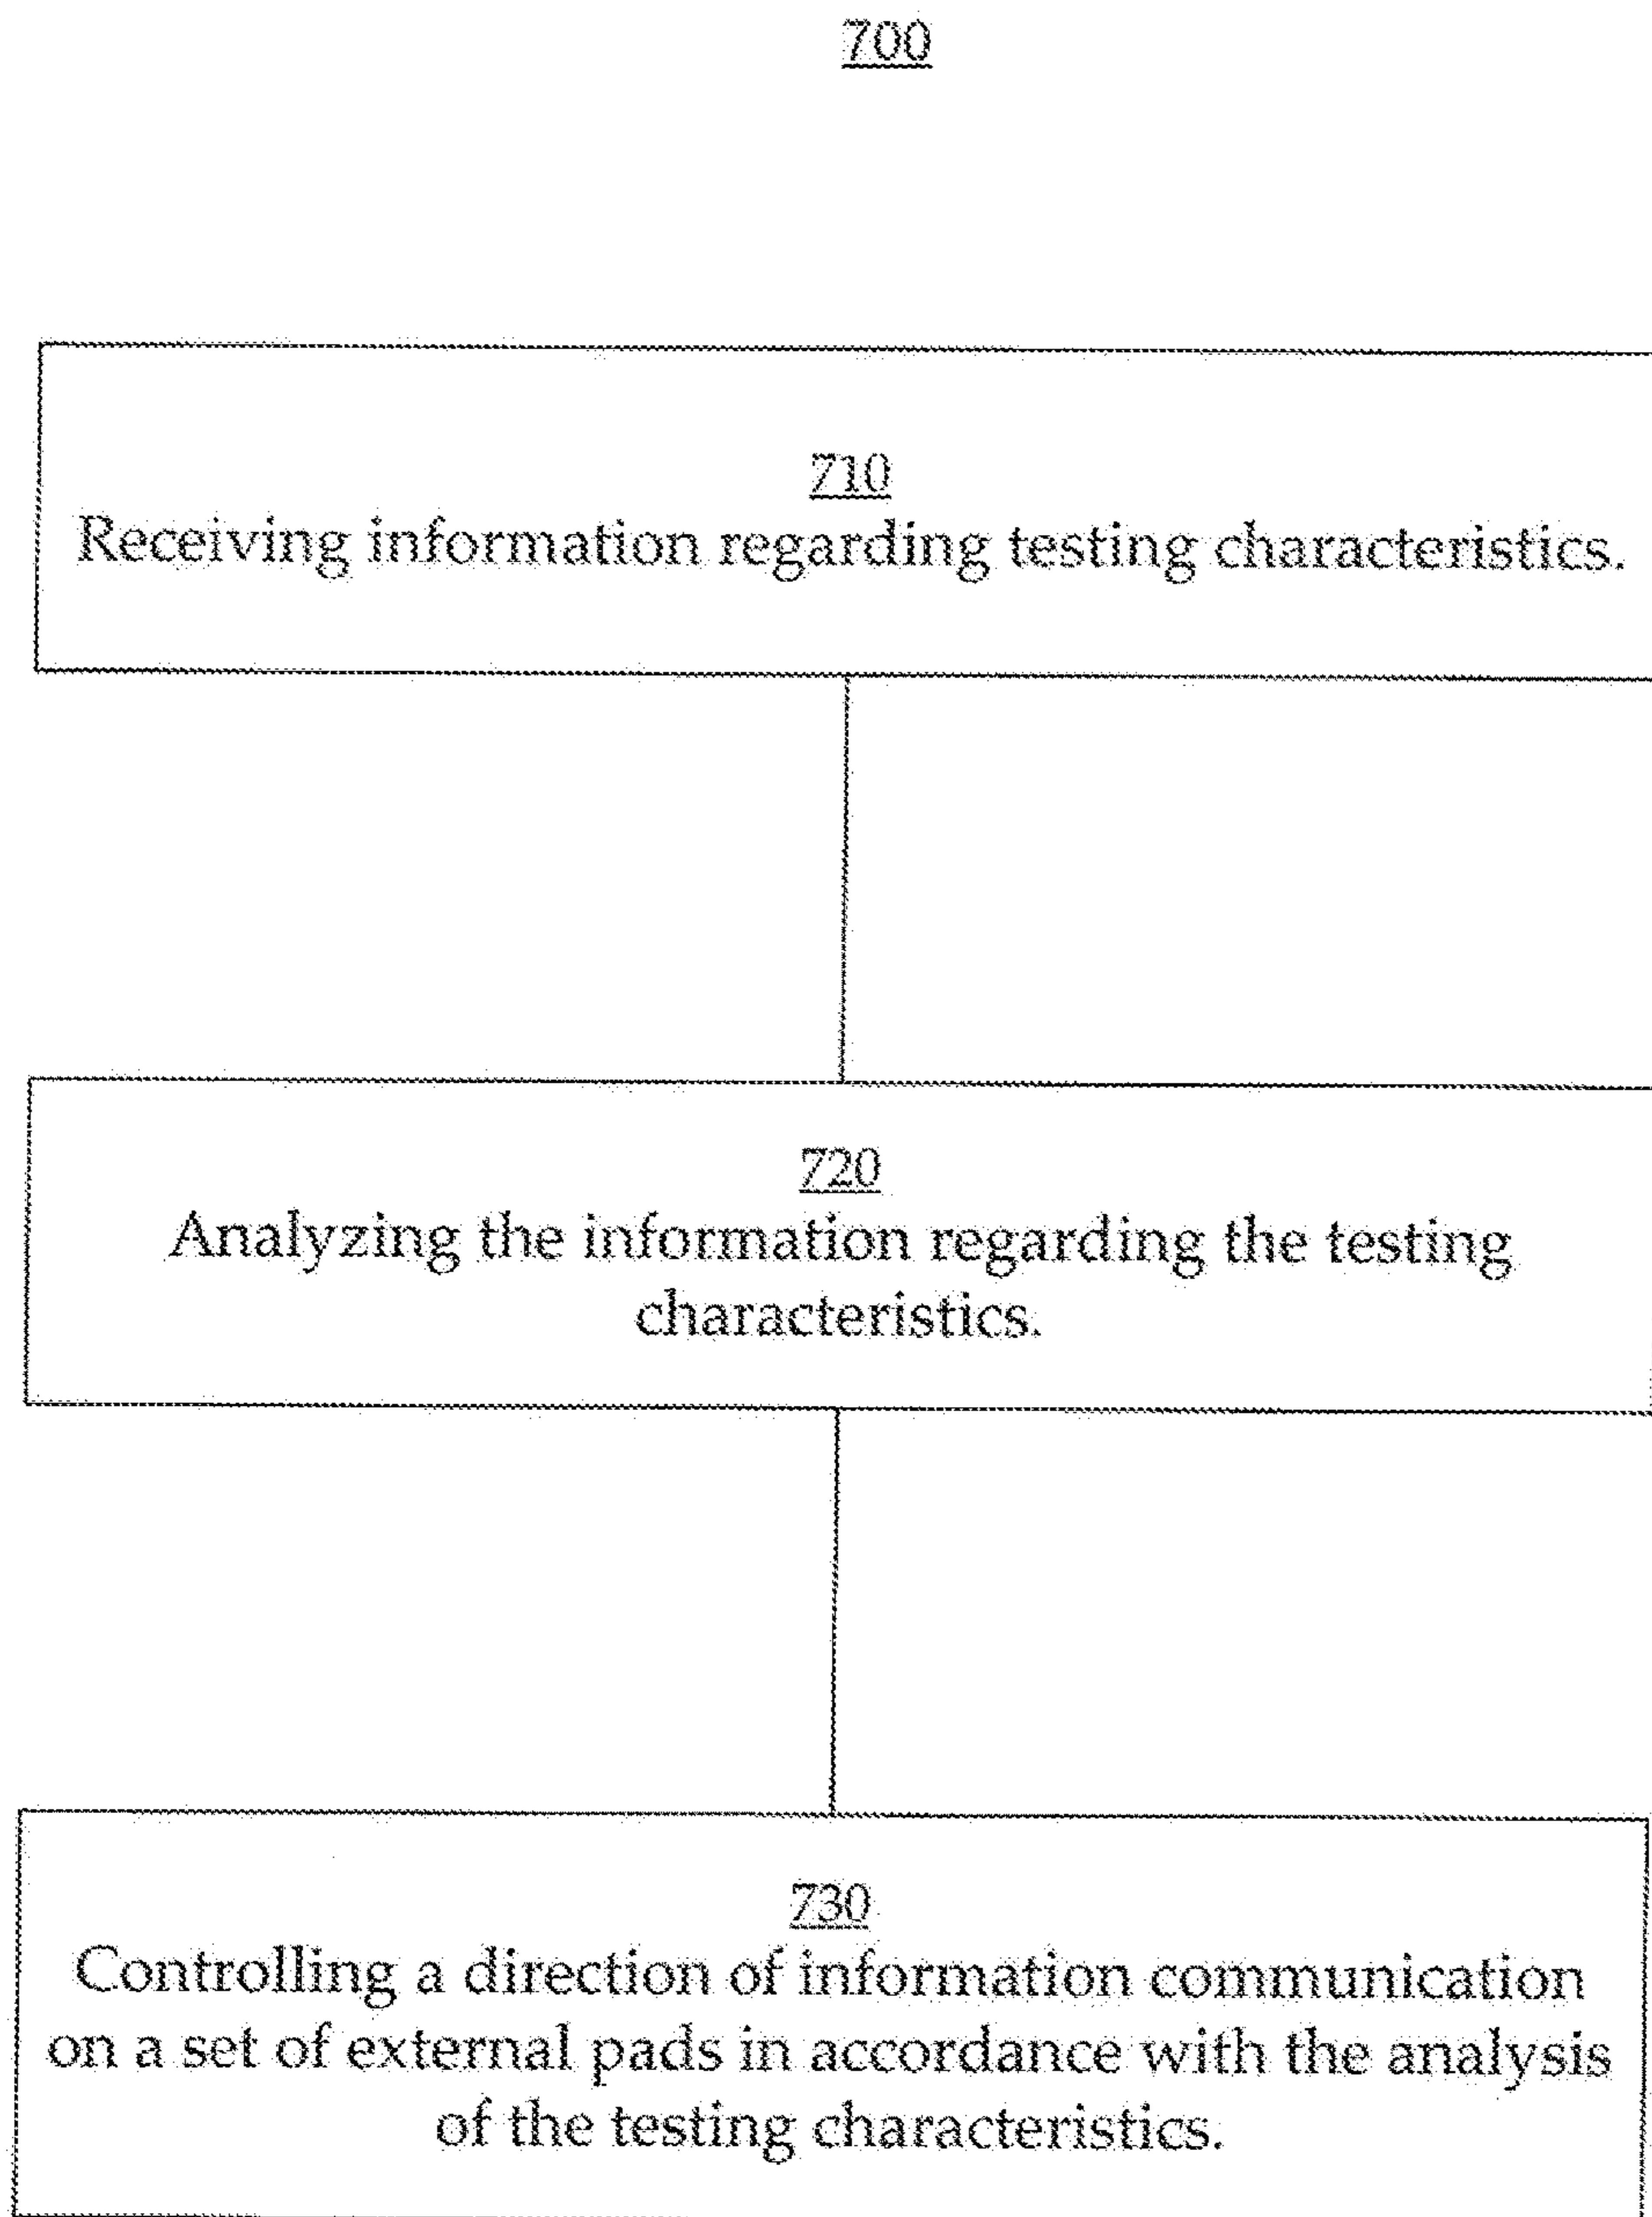 700
710
Receiving information regarding testing characteristics.
720
Analyzing the information regarding the testing
characteristics.
730
Controlling a direction of information communication
on a set of external pads in accordance with the analysis
of the testing characteristics.